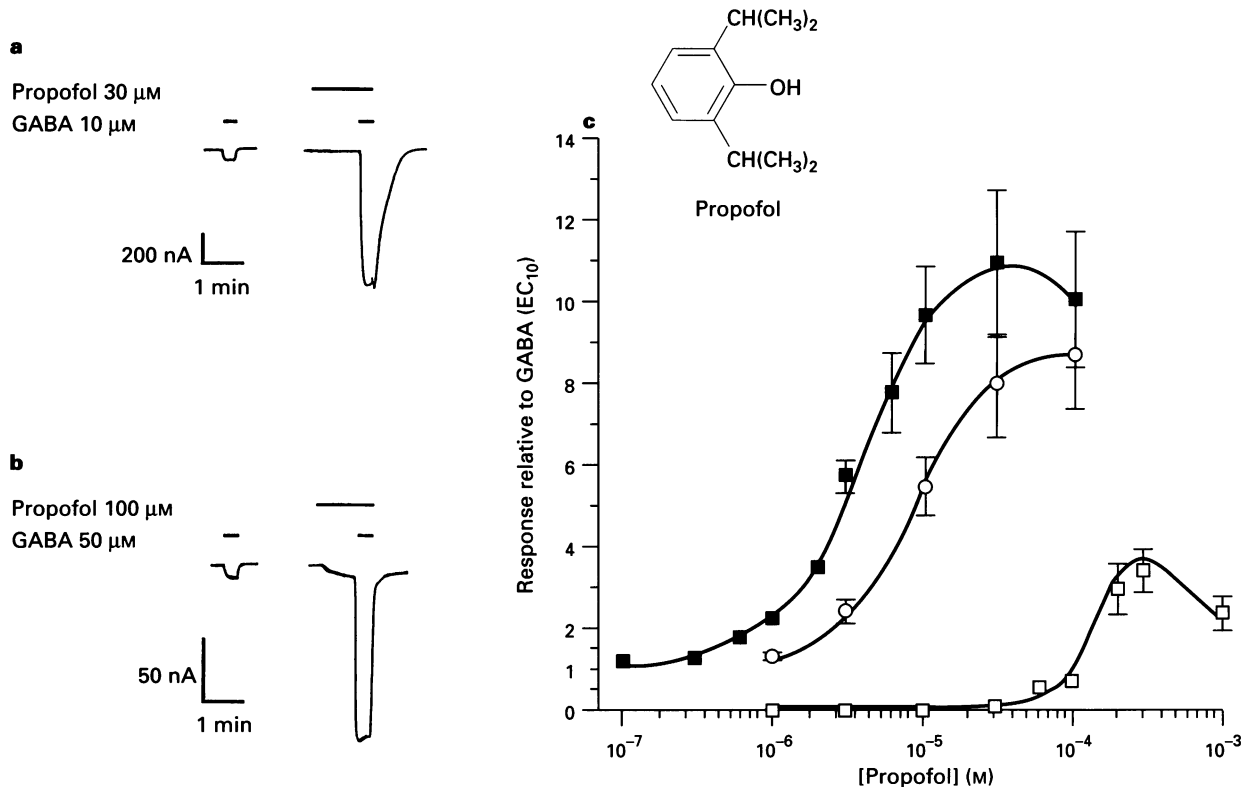 a
Propofol 30 μM
GABA 10 μM
200 nA
1 min
b
Propofol 100 μM
GABA 50 μM
50 nA
1 min
c
CH(CH₃)₂
OH
CH(CH₃)₂
Propofol
Response relative to GABA (EC₁₀)
14
12
10
8
6
4
2
1
0
10⁻⁷ 10⁻⁶ 10⁻⁵ 10⁻⁴ 10⁻³
[Propofol] (M)